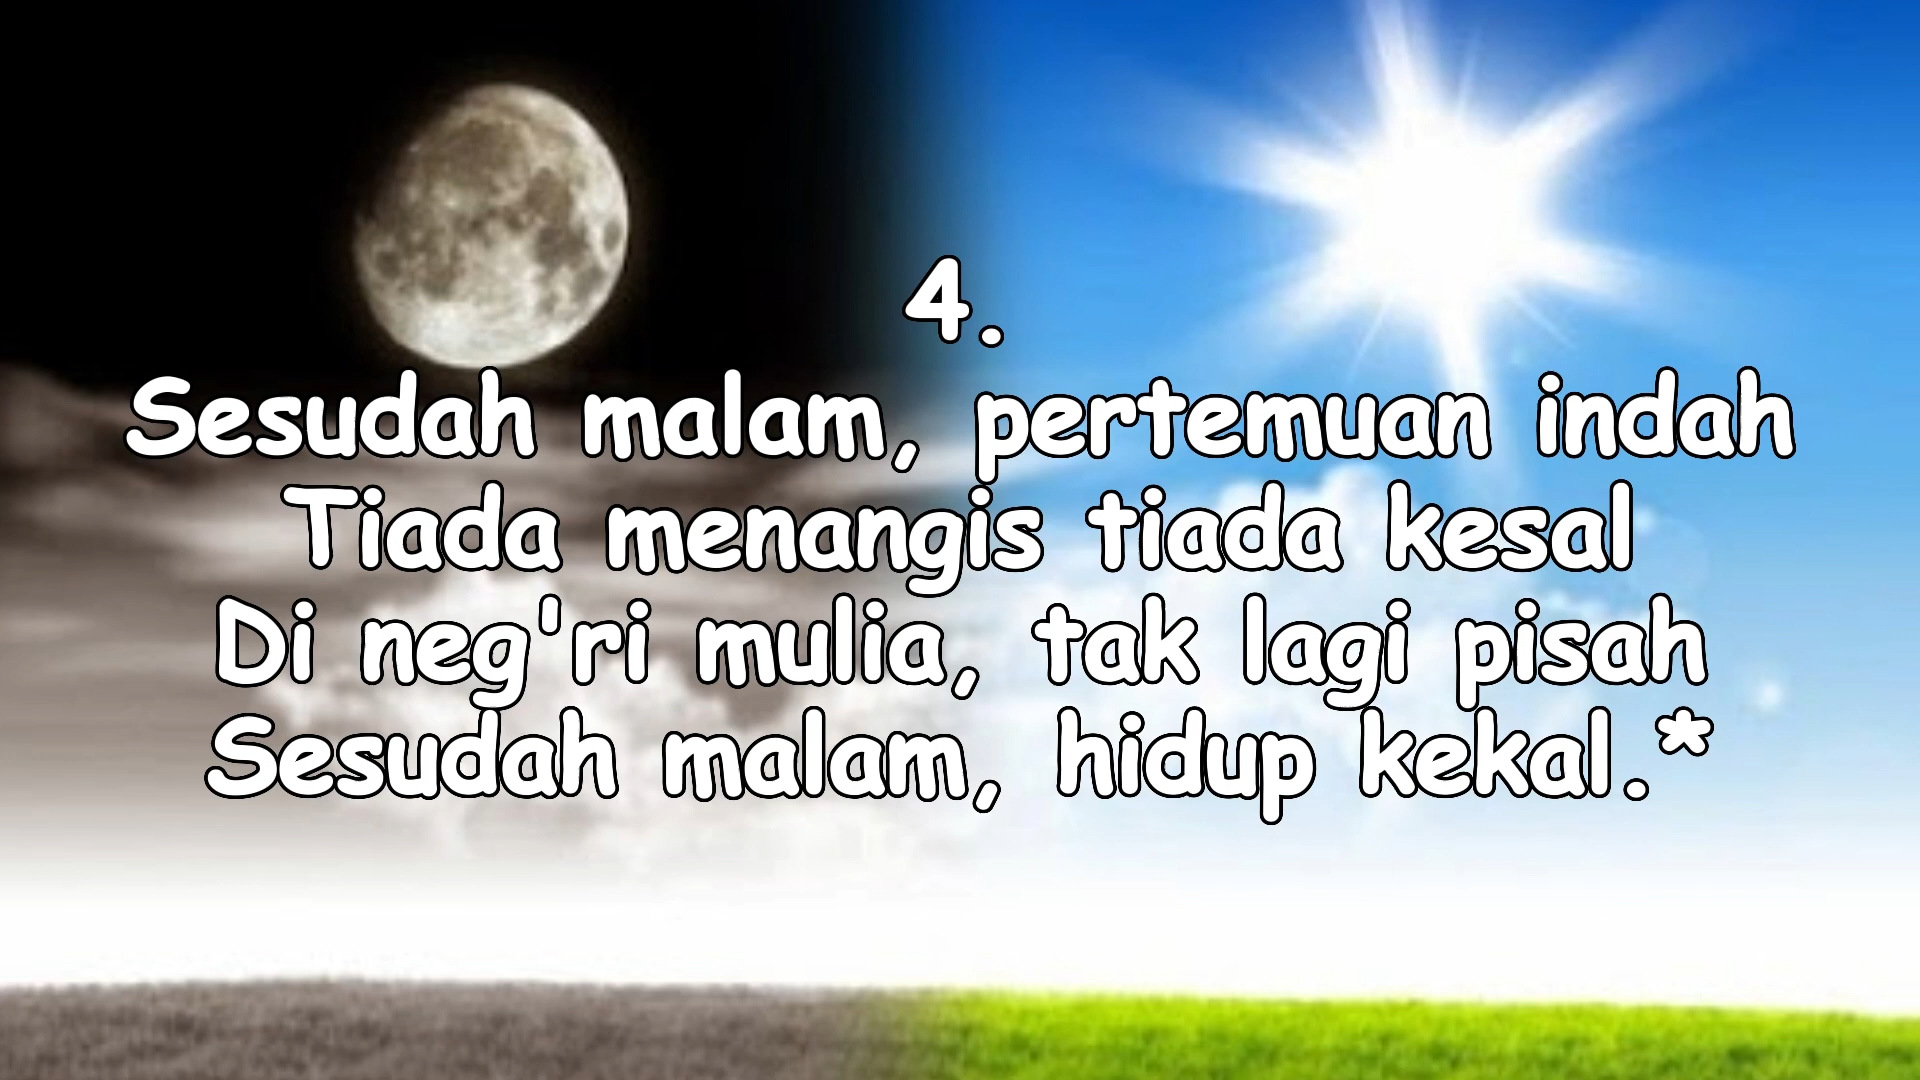 4.
Sesudah malam, pertemuan indah
Tiada menangis tiada kesal
Di neg'ri mulia, tak lagi pisah
Sesudah malam, hidup kekal.*